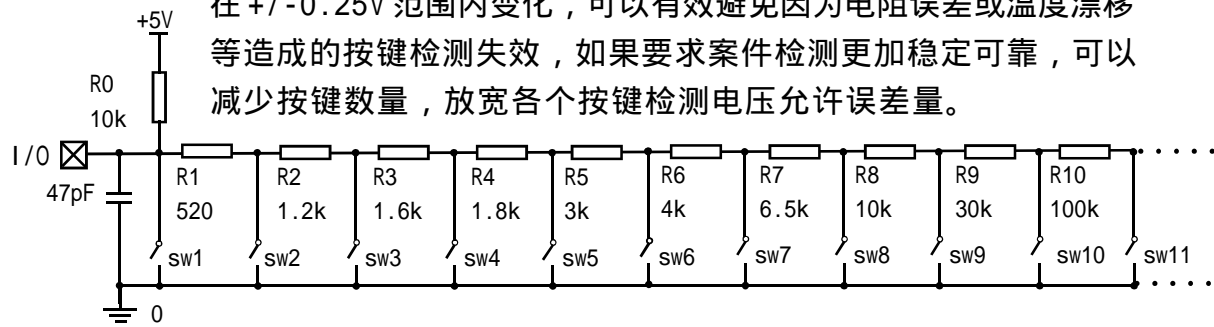 在+/-0.25V范围内变化，可以有效避免因为电阻误差或温度漂移
等造成的按键检测失效，如果要求案件检测更加稳定可靠，可以
减少按键数量，放宽各个按键检测电压允许误差量。
+5V
R0
10k
I/O
47pF
R1 R2 R3 R4 R5 R6 R7 R8 R9 R10
520 1.2k 1.6k 1.8k 3k 4k 6.5k 10k 30k 100k
sw1 sw2 sw3 sw4 sw5 sw6 sw7 sw8 sw9 sw10 sw11
0